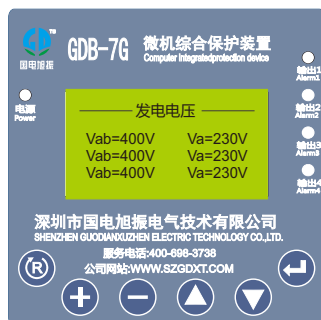 GD
TM
国电旭振
GDB-7G
微机综合保护装置
Computer Integratedprotection device
电源
Power
输出1
Alarm1
输出2
Alarm2
输出3
Alarm3
输出4
Alarm4
发电电压
Vab=400V Va=230V
Vab=400V Va=230V
Vab=400V Va=230V
深圳市国电旭振电气技术有限公司
SHENZHEN GUODIANXUZHEN ELECTRIC TECHNOLOGY CO.,LTD.
服务电话:400-698-3738
公司网站:WWW.SZGDXT.COM
R